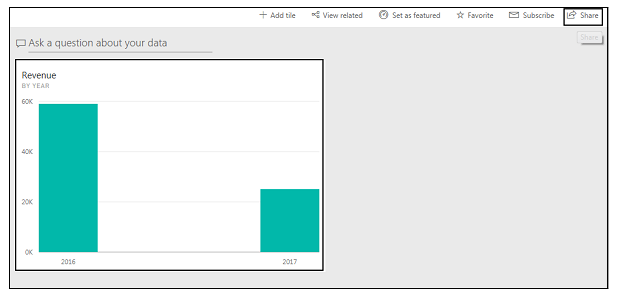 Add tile View related Set as featured Favorite Subscribe Share
Ask a question about your data
Share
Revenue
BY YEAR
60K
40K
20K
0K
2016 2017